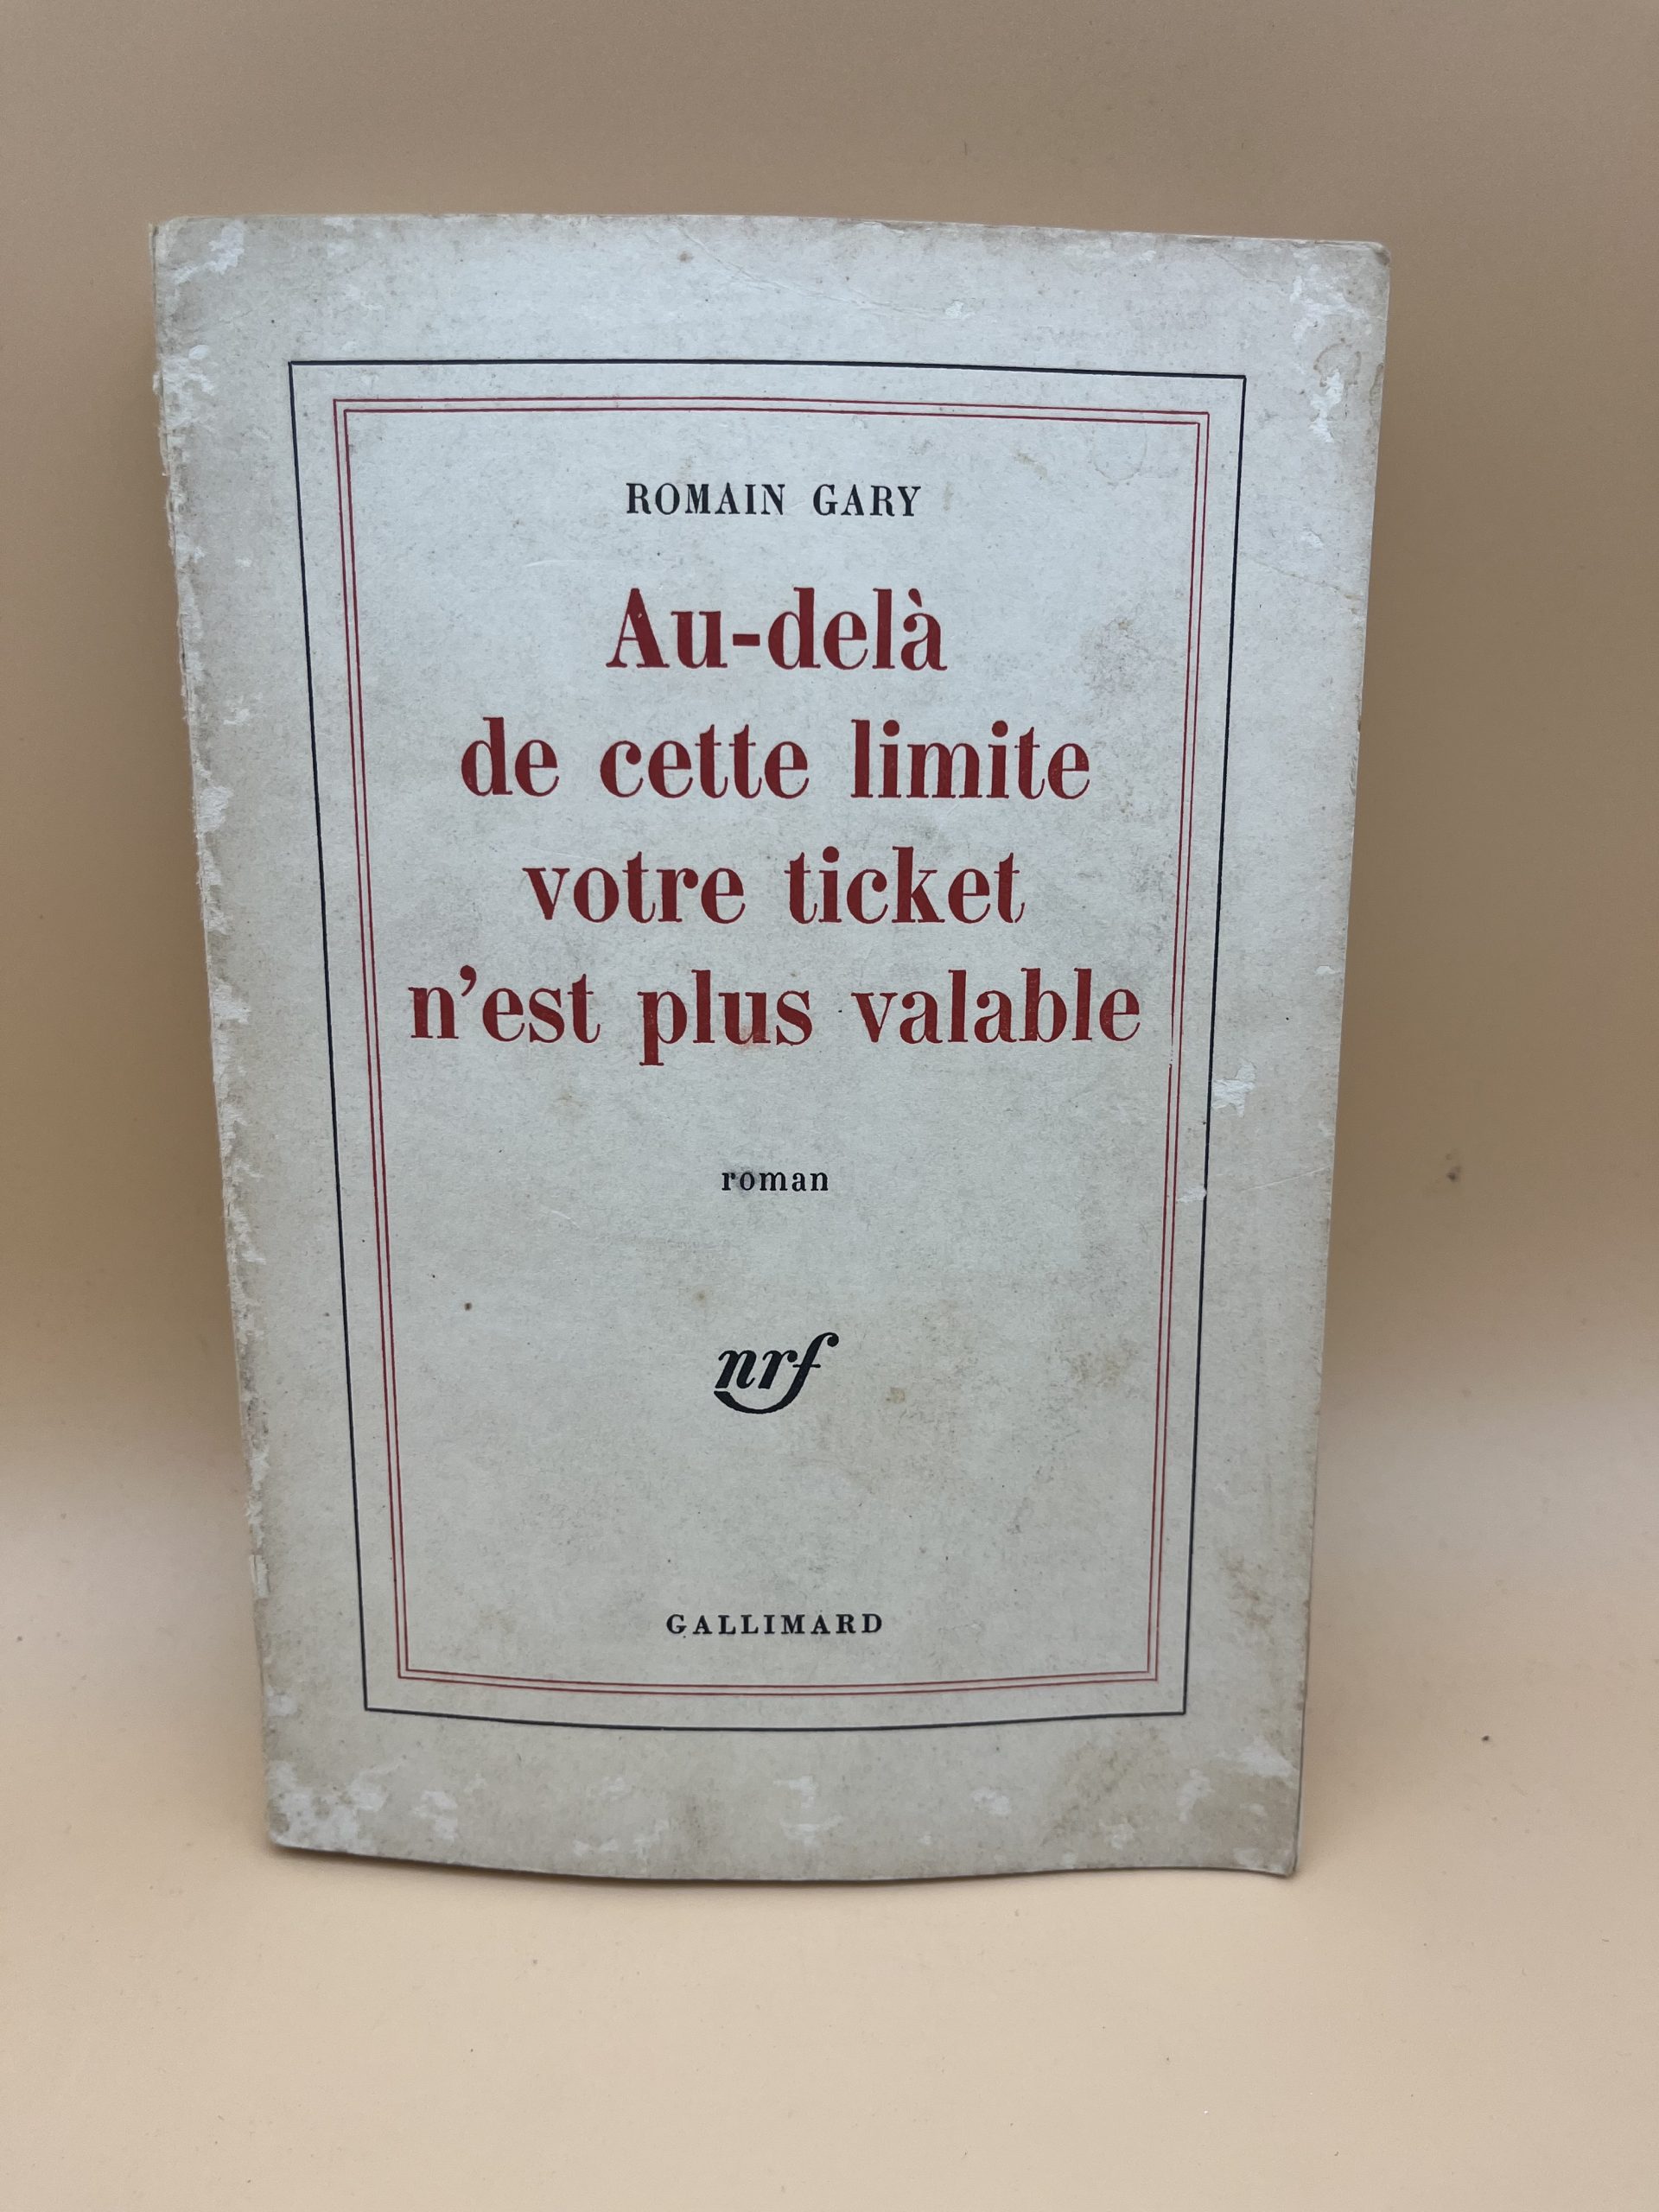 ROMAIN GARY
Au-delà
de cette limite
votre ticket
n'est plus valable
roman
nrf
GALLIMARD